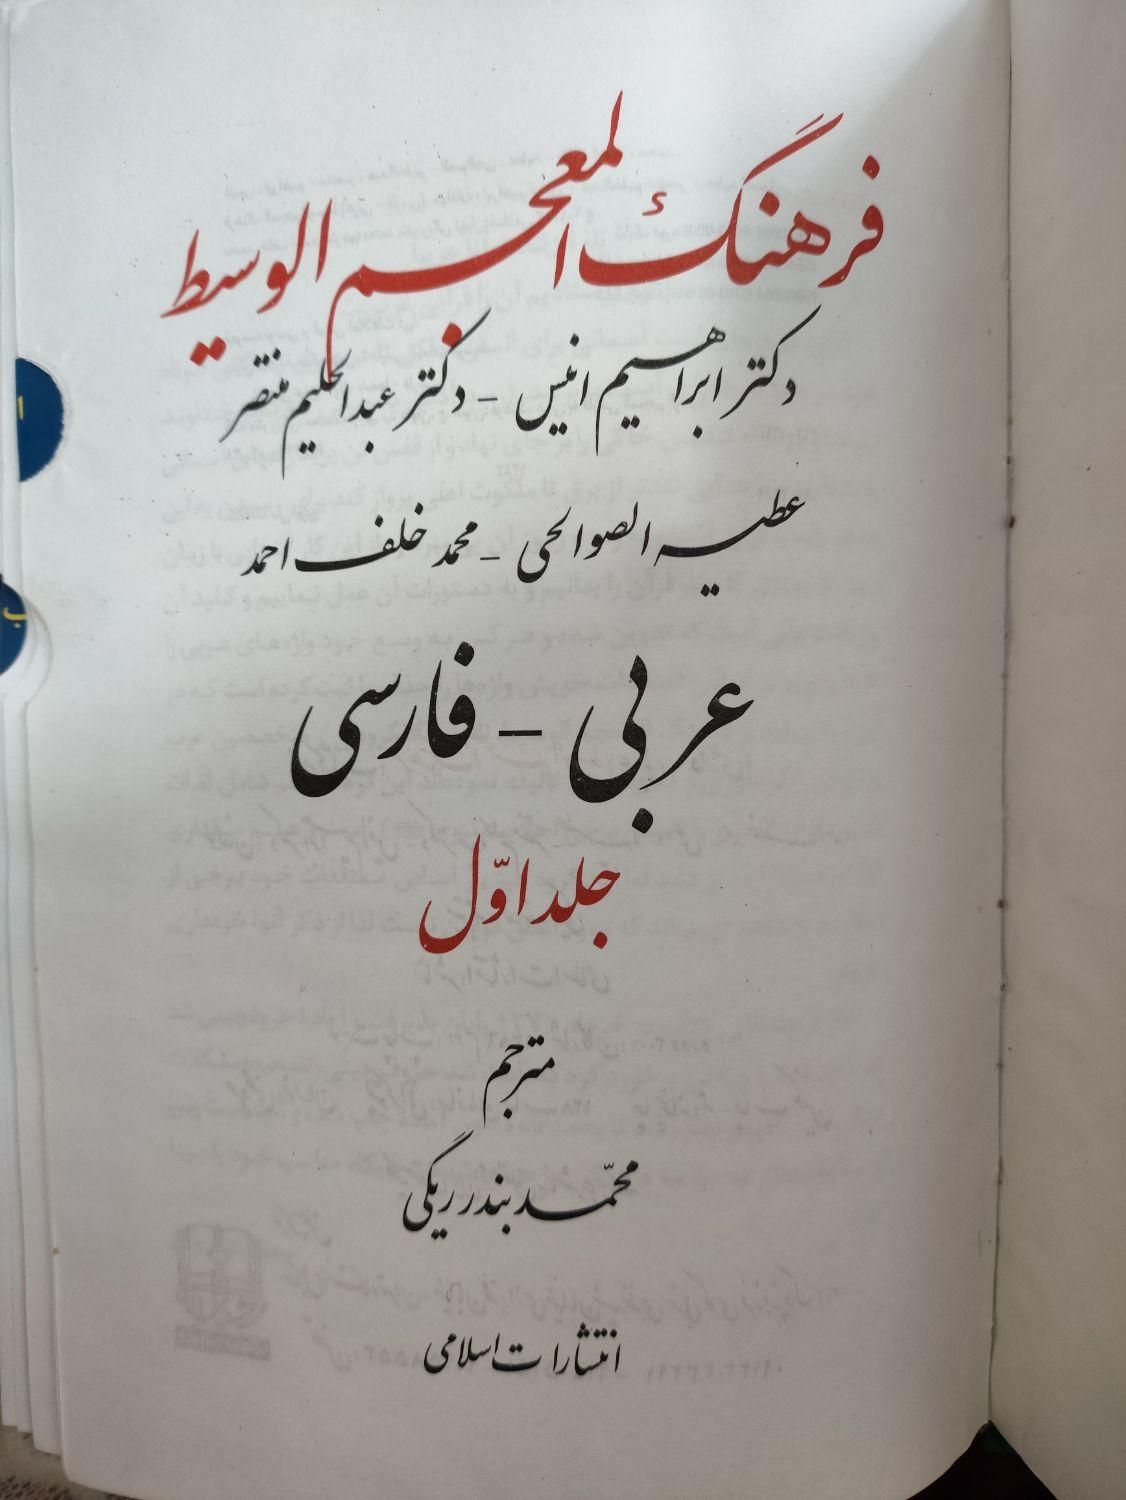 فرهنگ المعجم الوسیط
دکتر ابراهیم انیس - دکتر عبدالحلیم منتصر
عطیه الصوالحی - محمد خلف احمد
عربی - فارسی
جلد اوّل
مترجم
محمّد بندر ریگی
انتشارات اسلامی
ا
ب